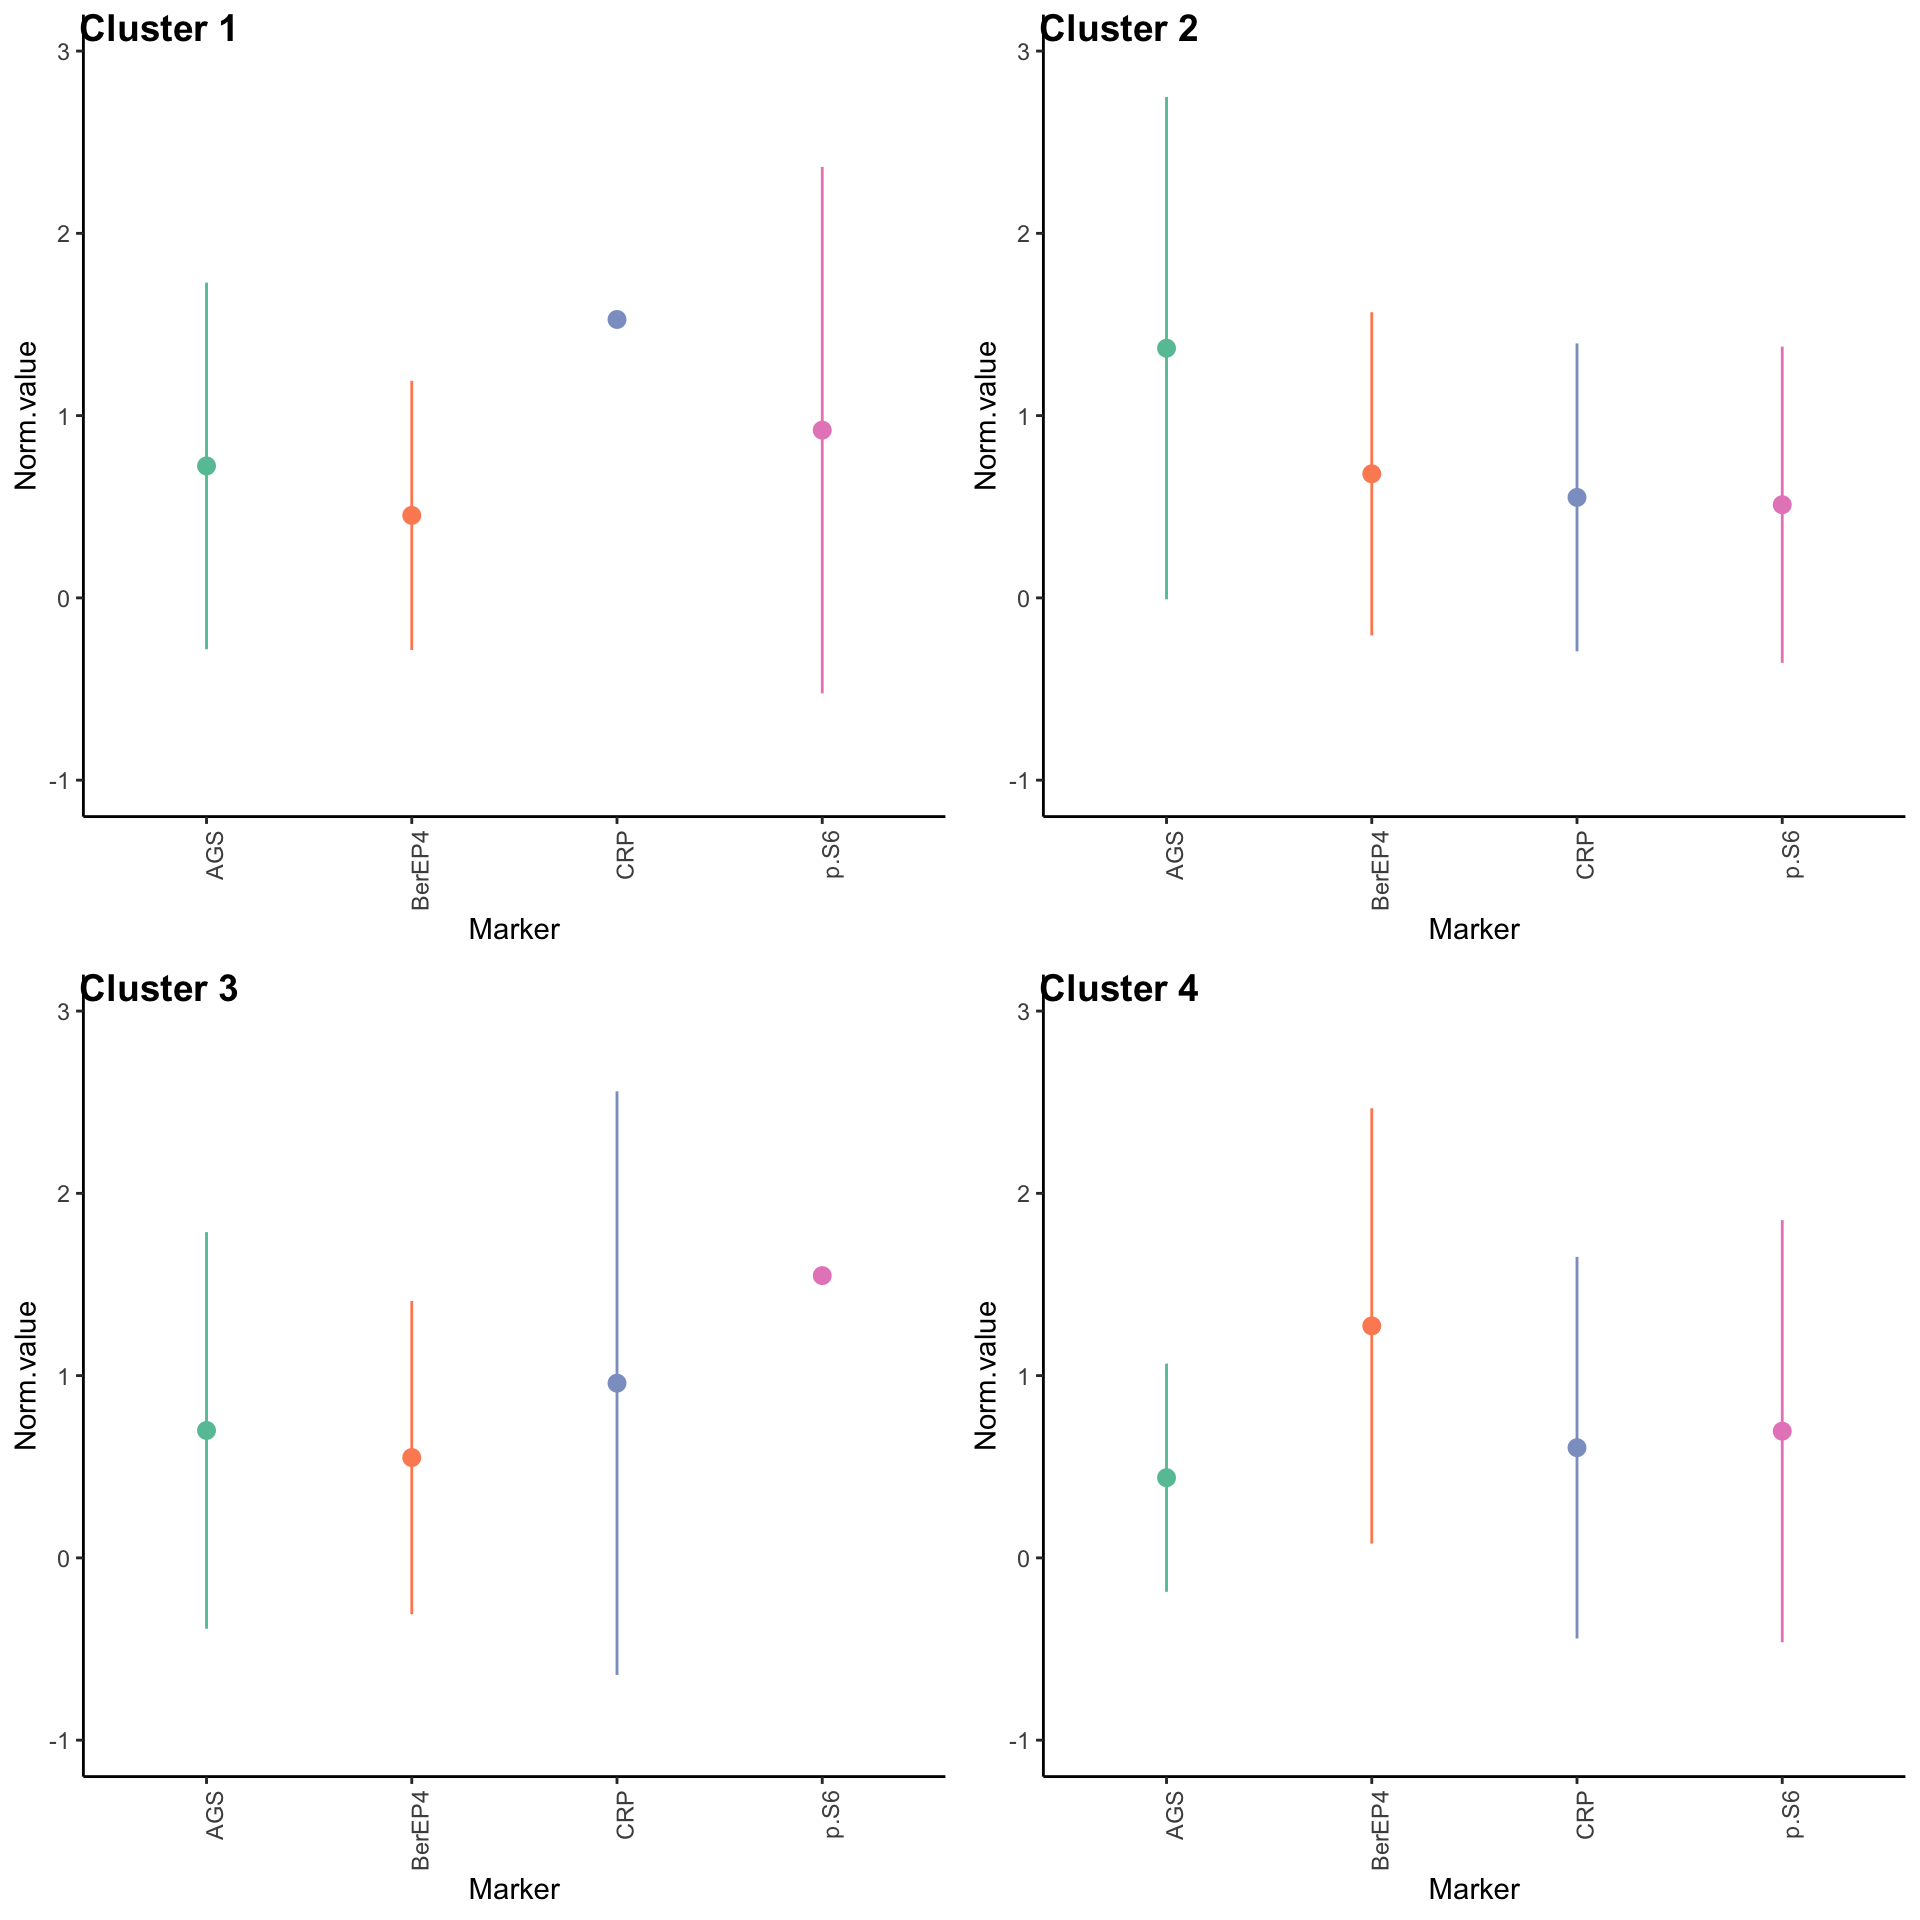 Cluster 1
3
2
1
0
-1
Norm.value
AGS
BerEP4
CRP
p.S6
Marker
Cluster 2
3
2
1
0
-1
Norm.value
AGS
BerEP4
CRP
p.S6
Marker
Cluster 3
3
2
1
0
-1
Norm.value
AGS
BerEP4
CRP
p.S6
Marker
Cluster 4
3
2
1
0
-1
Norm.value
AGS
BerEP4
CRP
p.S6
Marker